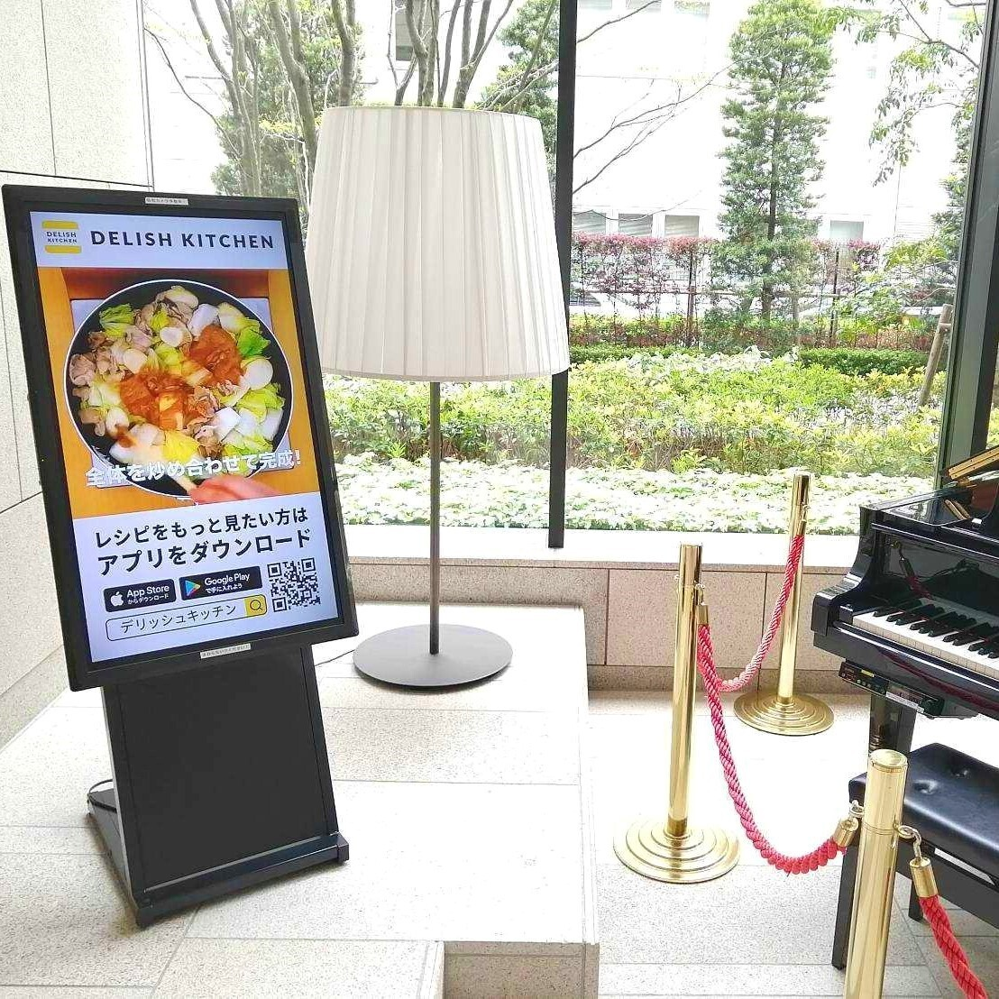 DELISH
KITCHEN
DELISH KITCHEN
全体を炒め合わせて完成!
レシピをもっと見たい方は
アプリをダウンロード
App Store
からダウンロード
Google Play
で手に入れよう
デリッシュキッチン